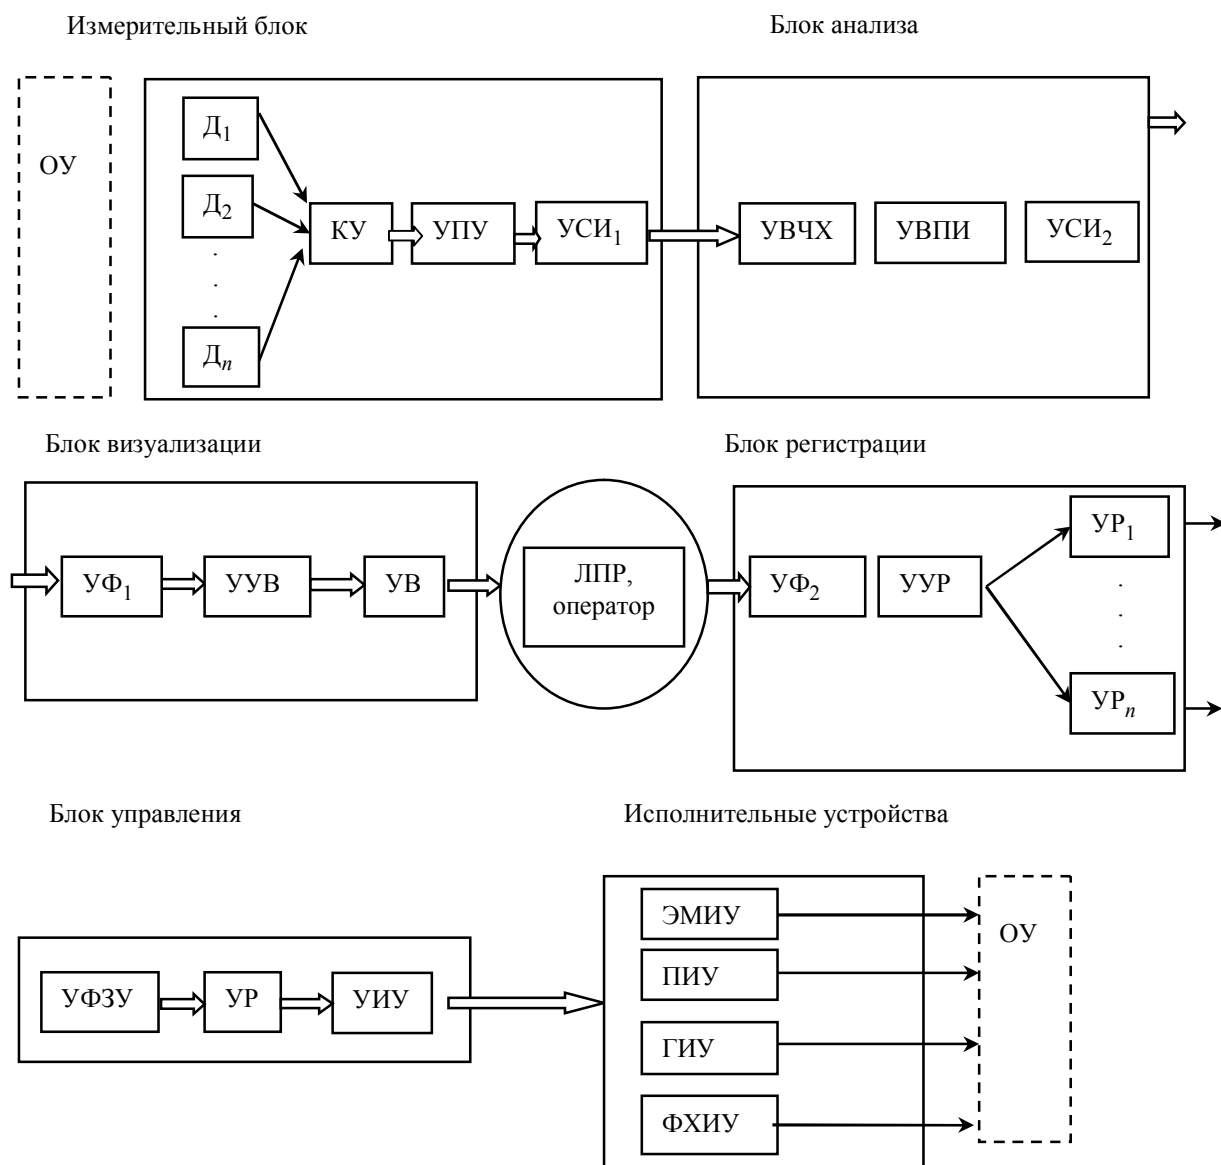 Измерительный блок
Блок анализа
ОУ
Д1
Д2
.
.
.
Дn
КУ
УПУ
УСИ1
УВЧХ
УВПИ
УСИ2
Блок визуализации
Блок регистрации
УФ1
УУВ
УВ
ЛПР,
оператор
УФ2
УУР
УР1
.
.
.
УРn
Блок управления
Исполнительные устройства
УФЗУ
УР
УИУ
ЭМИУ
ПИУ
ГИУ
ФХИУ
ОУ